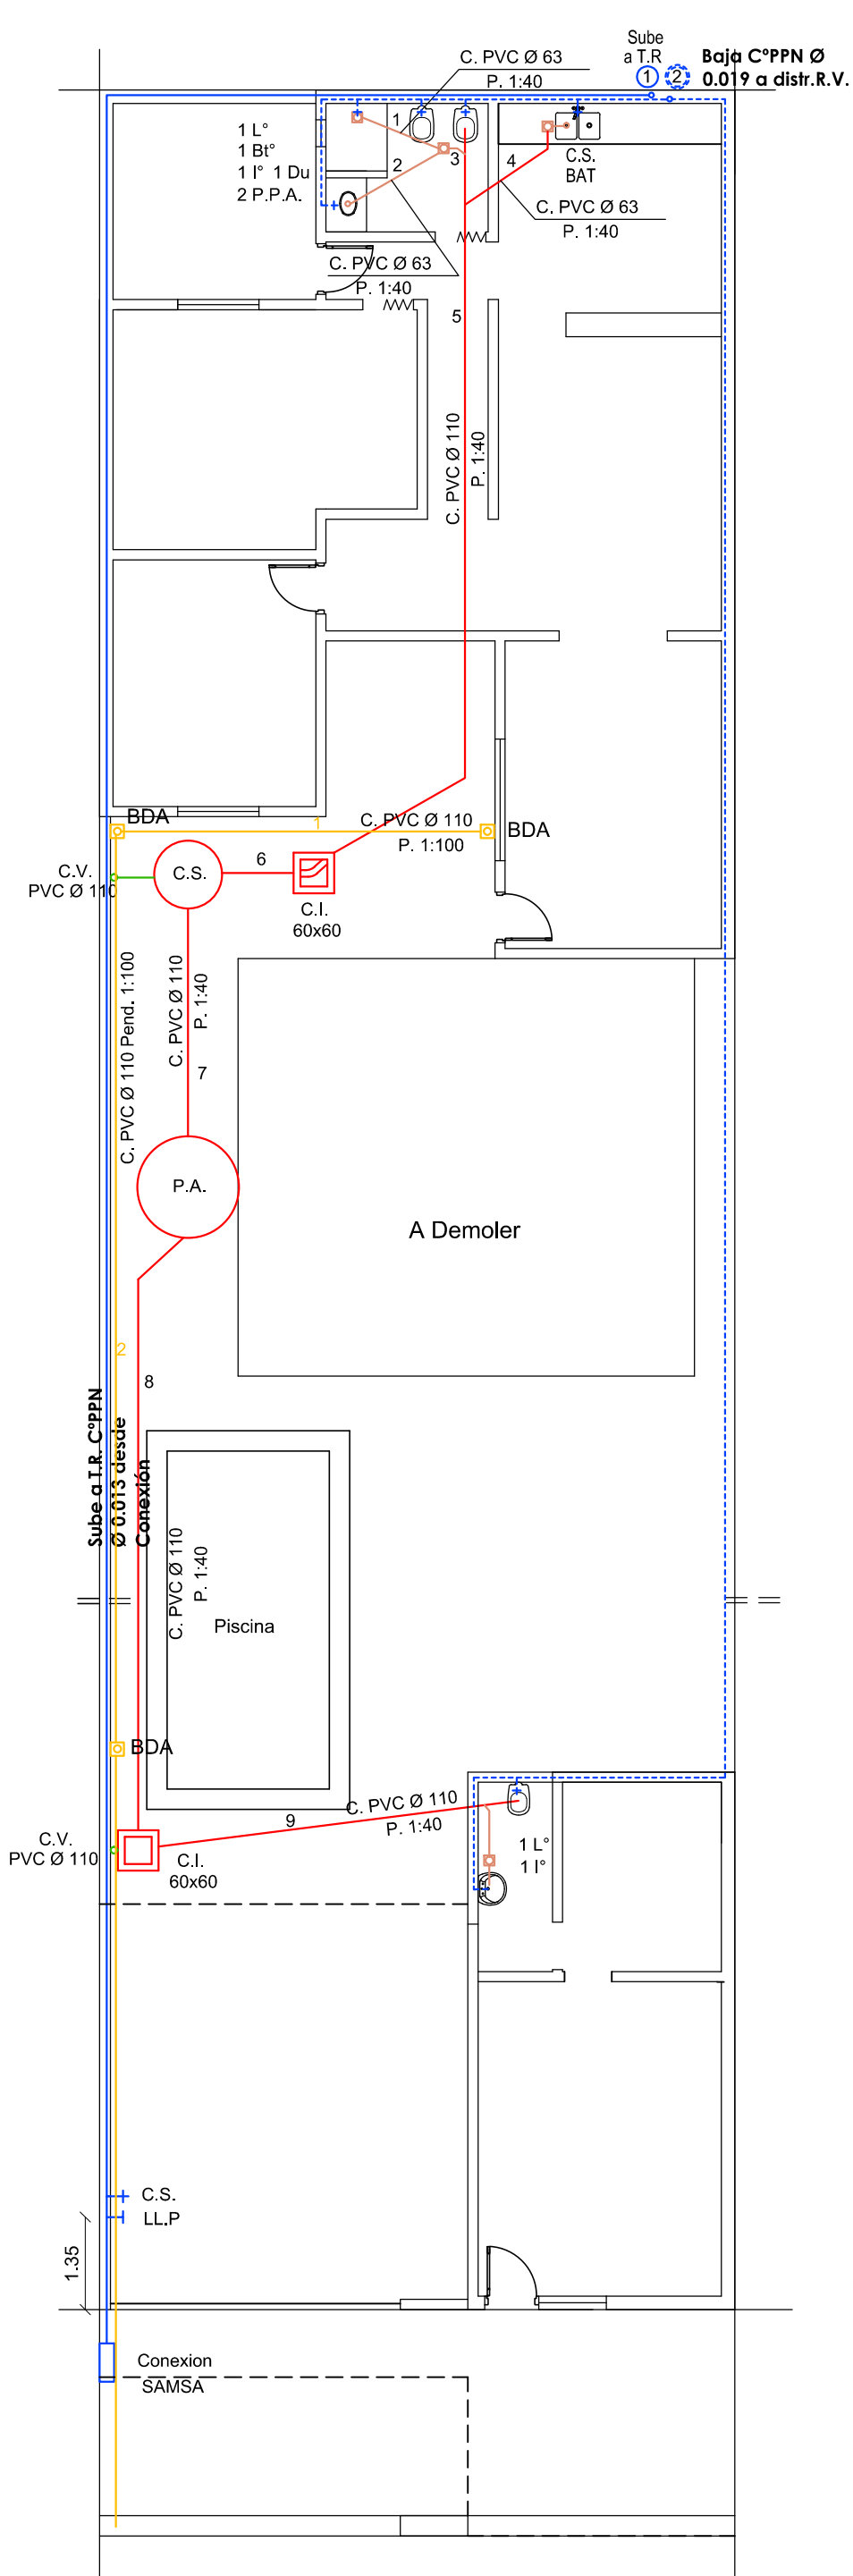 Sube
a T.R
1
2
Baja C°PPN Ø
0.019 a distr.R.V.
C. PVC Ø 63
P. 1:40
1 L°
1 Bt°
1 I° 1 Du
2 P.P.A.
1
2
3
4
C.S.
BAT
C. PVC Ø 63
P. 1:40
C. PVC Ø 63
P. 1:40
5
C. PVC Ø 110
P. 1:40
BDA
1
C. PVC Ø 110
P. 1:100
BDA
C.V.
PVC Ø 110
C.S.
6
C.I.
60x60
C. PVC Ø 110 Pend. 1:100
C. PVC Ø 110
P. 1:40
7
P.A.
A Demoler
2
8
Sube a T.R. C°PPN
Ø 0.013 desde
Conexión
C. PVC Ø 110
P. 1:40
Piscina
BDA
C. PVC Ø 110
P. 1:40
9
C.V.
PVC Ø 110
C.I.
60x60
1 L°
1 I°
C.S.
LL.P
1.35
Conexion
SAMSA